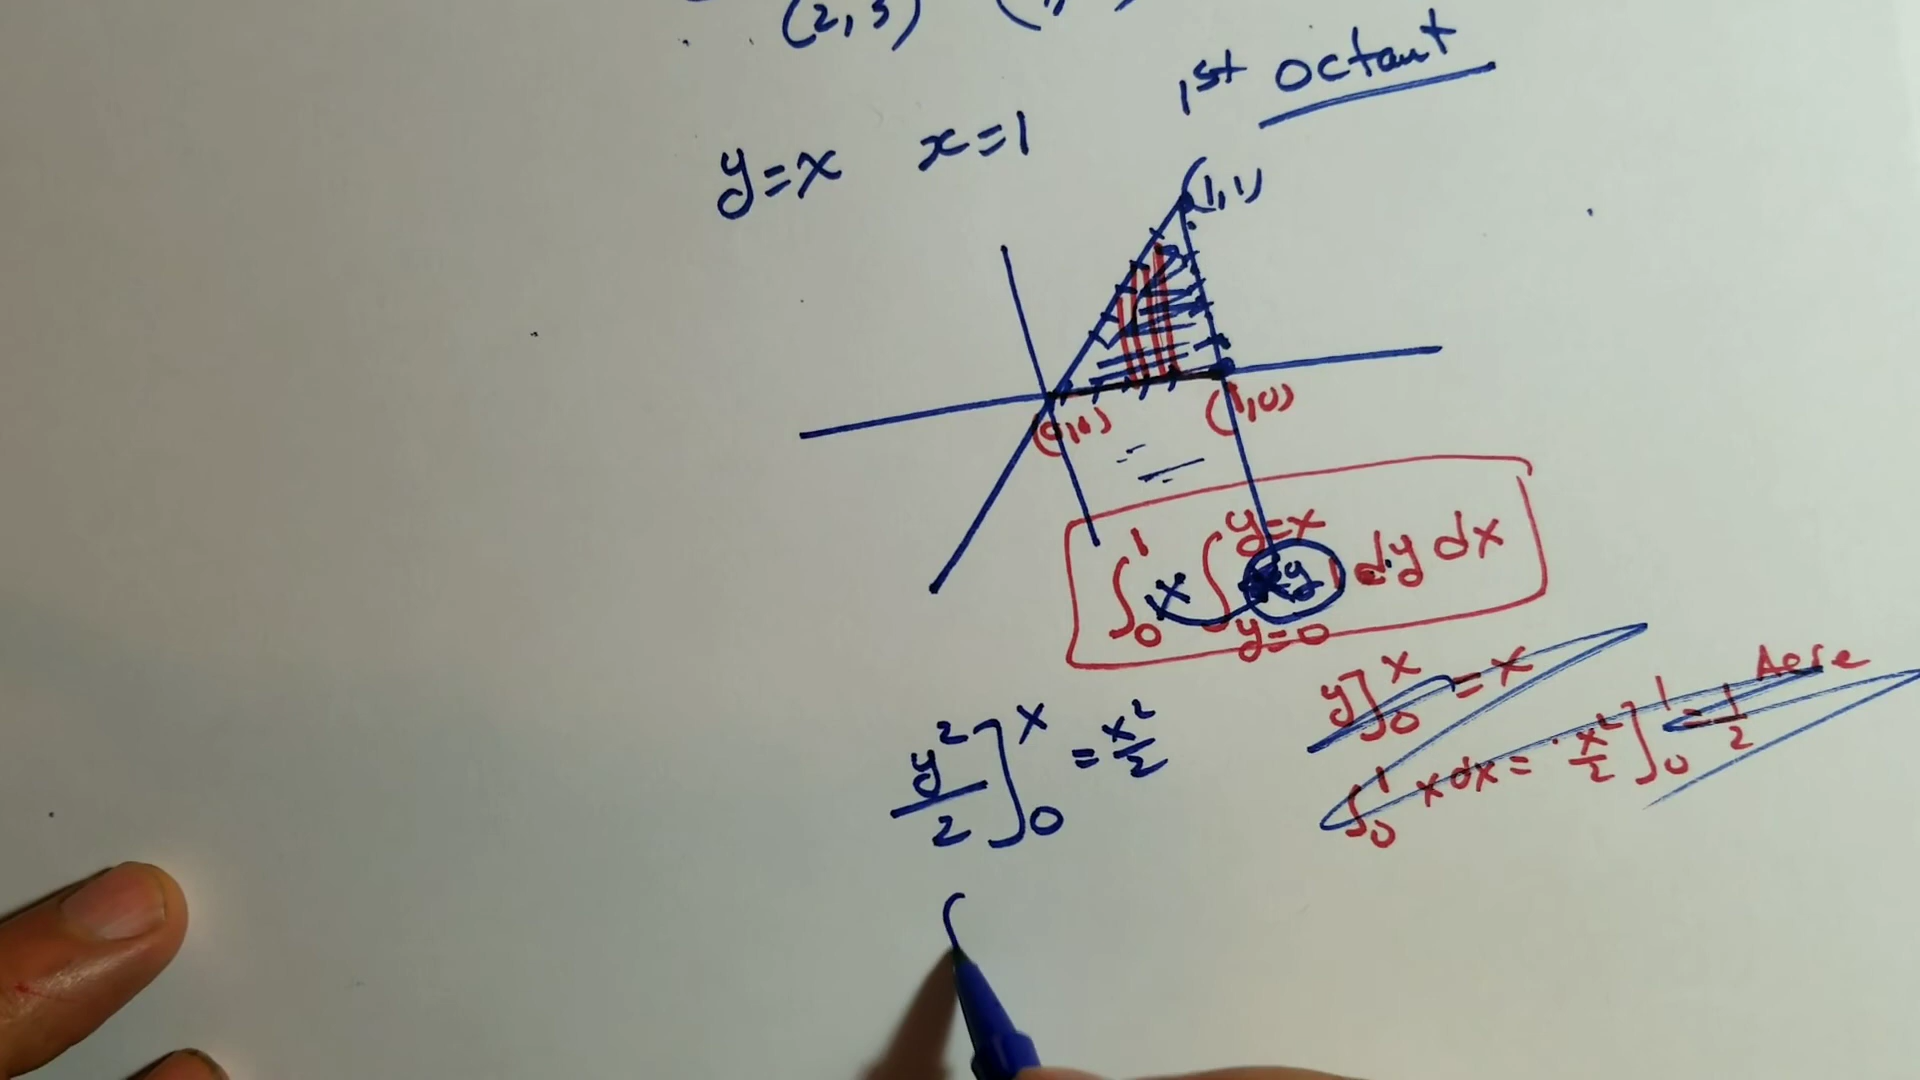 (2,3)
1st octant
y=x x=1
(1,1)
(0,0) (1,0)
∫₀¹ x ∫_{y=0}^{y=x} xy dy dx
y]₀ˣ = x
y²/2]₀ˣ = x²/2
∫₀¹ x dx = x²/2]₀¹ = 1/2
∫